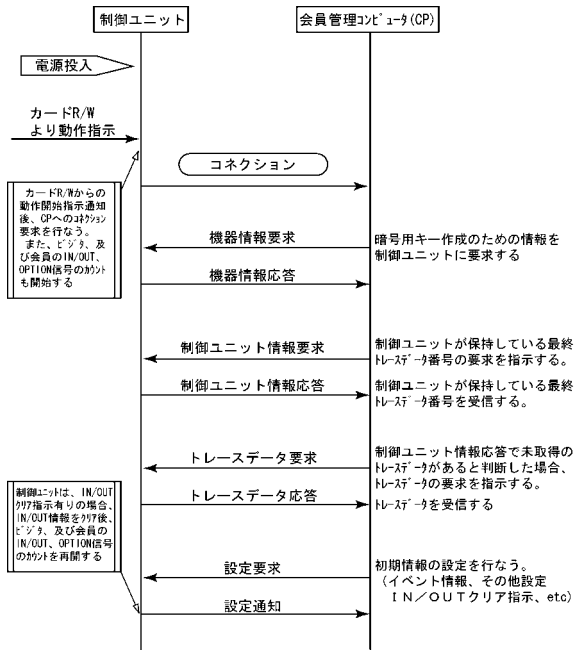 制御ユニット
会員管理ｺﾝﾋﾟｭｰﾀ(CP)
電源投入
カードR/W
より動作指示
コネクション
カードR/Wからの
動作開始指示通知
後、CPへのｺﾈｸｼｮﾝ
要求を行なう。
また、ﾋﾞｼﾞﾀ、及
び会員のIN/OUT、
OPTION信号のｶｳﾝﾄ
も開始する
機器情報要求
暗号用キー作成のための情報を
制御ユニットに要求する
機器情報応答
制御ユニット情報要求
制御ユニットが保持している最終
ﾄﾚｰｽﾃﾞｰﾀ番号の要求を指示する。
制御ユニット情報応答
制御ユニットが保持している最終
ﾄﾚｰｽﾃﾞｰﾀ番号を受信する。
トレースデータ要求
制御ユニット情報応答で未取得の
ﾄﾚｰｽﾃﾞｰﾀがあると判断した場合、
ﾄﾚｰｽﾃﾞｰﾀの要求を指示する。
トレースデータ応答
ﾄﾚｰｽﾃﾞｰﾀを受信する
制御ﾕﾆｯﾄは、IN/OUT
ｸﾘｱ指示有りの場合、
IN/OUT情報をｸﾘｱ後、
ﾋﾞｼﾞﾀ、及び会員の
IN/OUT、OPTION信号
のｶｳﾝﾄを再開する
設定要求
初期情報の設定を行なう。
（イベント情報、その他設定
ＩＮ／ＯＵＴクリア指示、etc）
設定通知